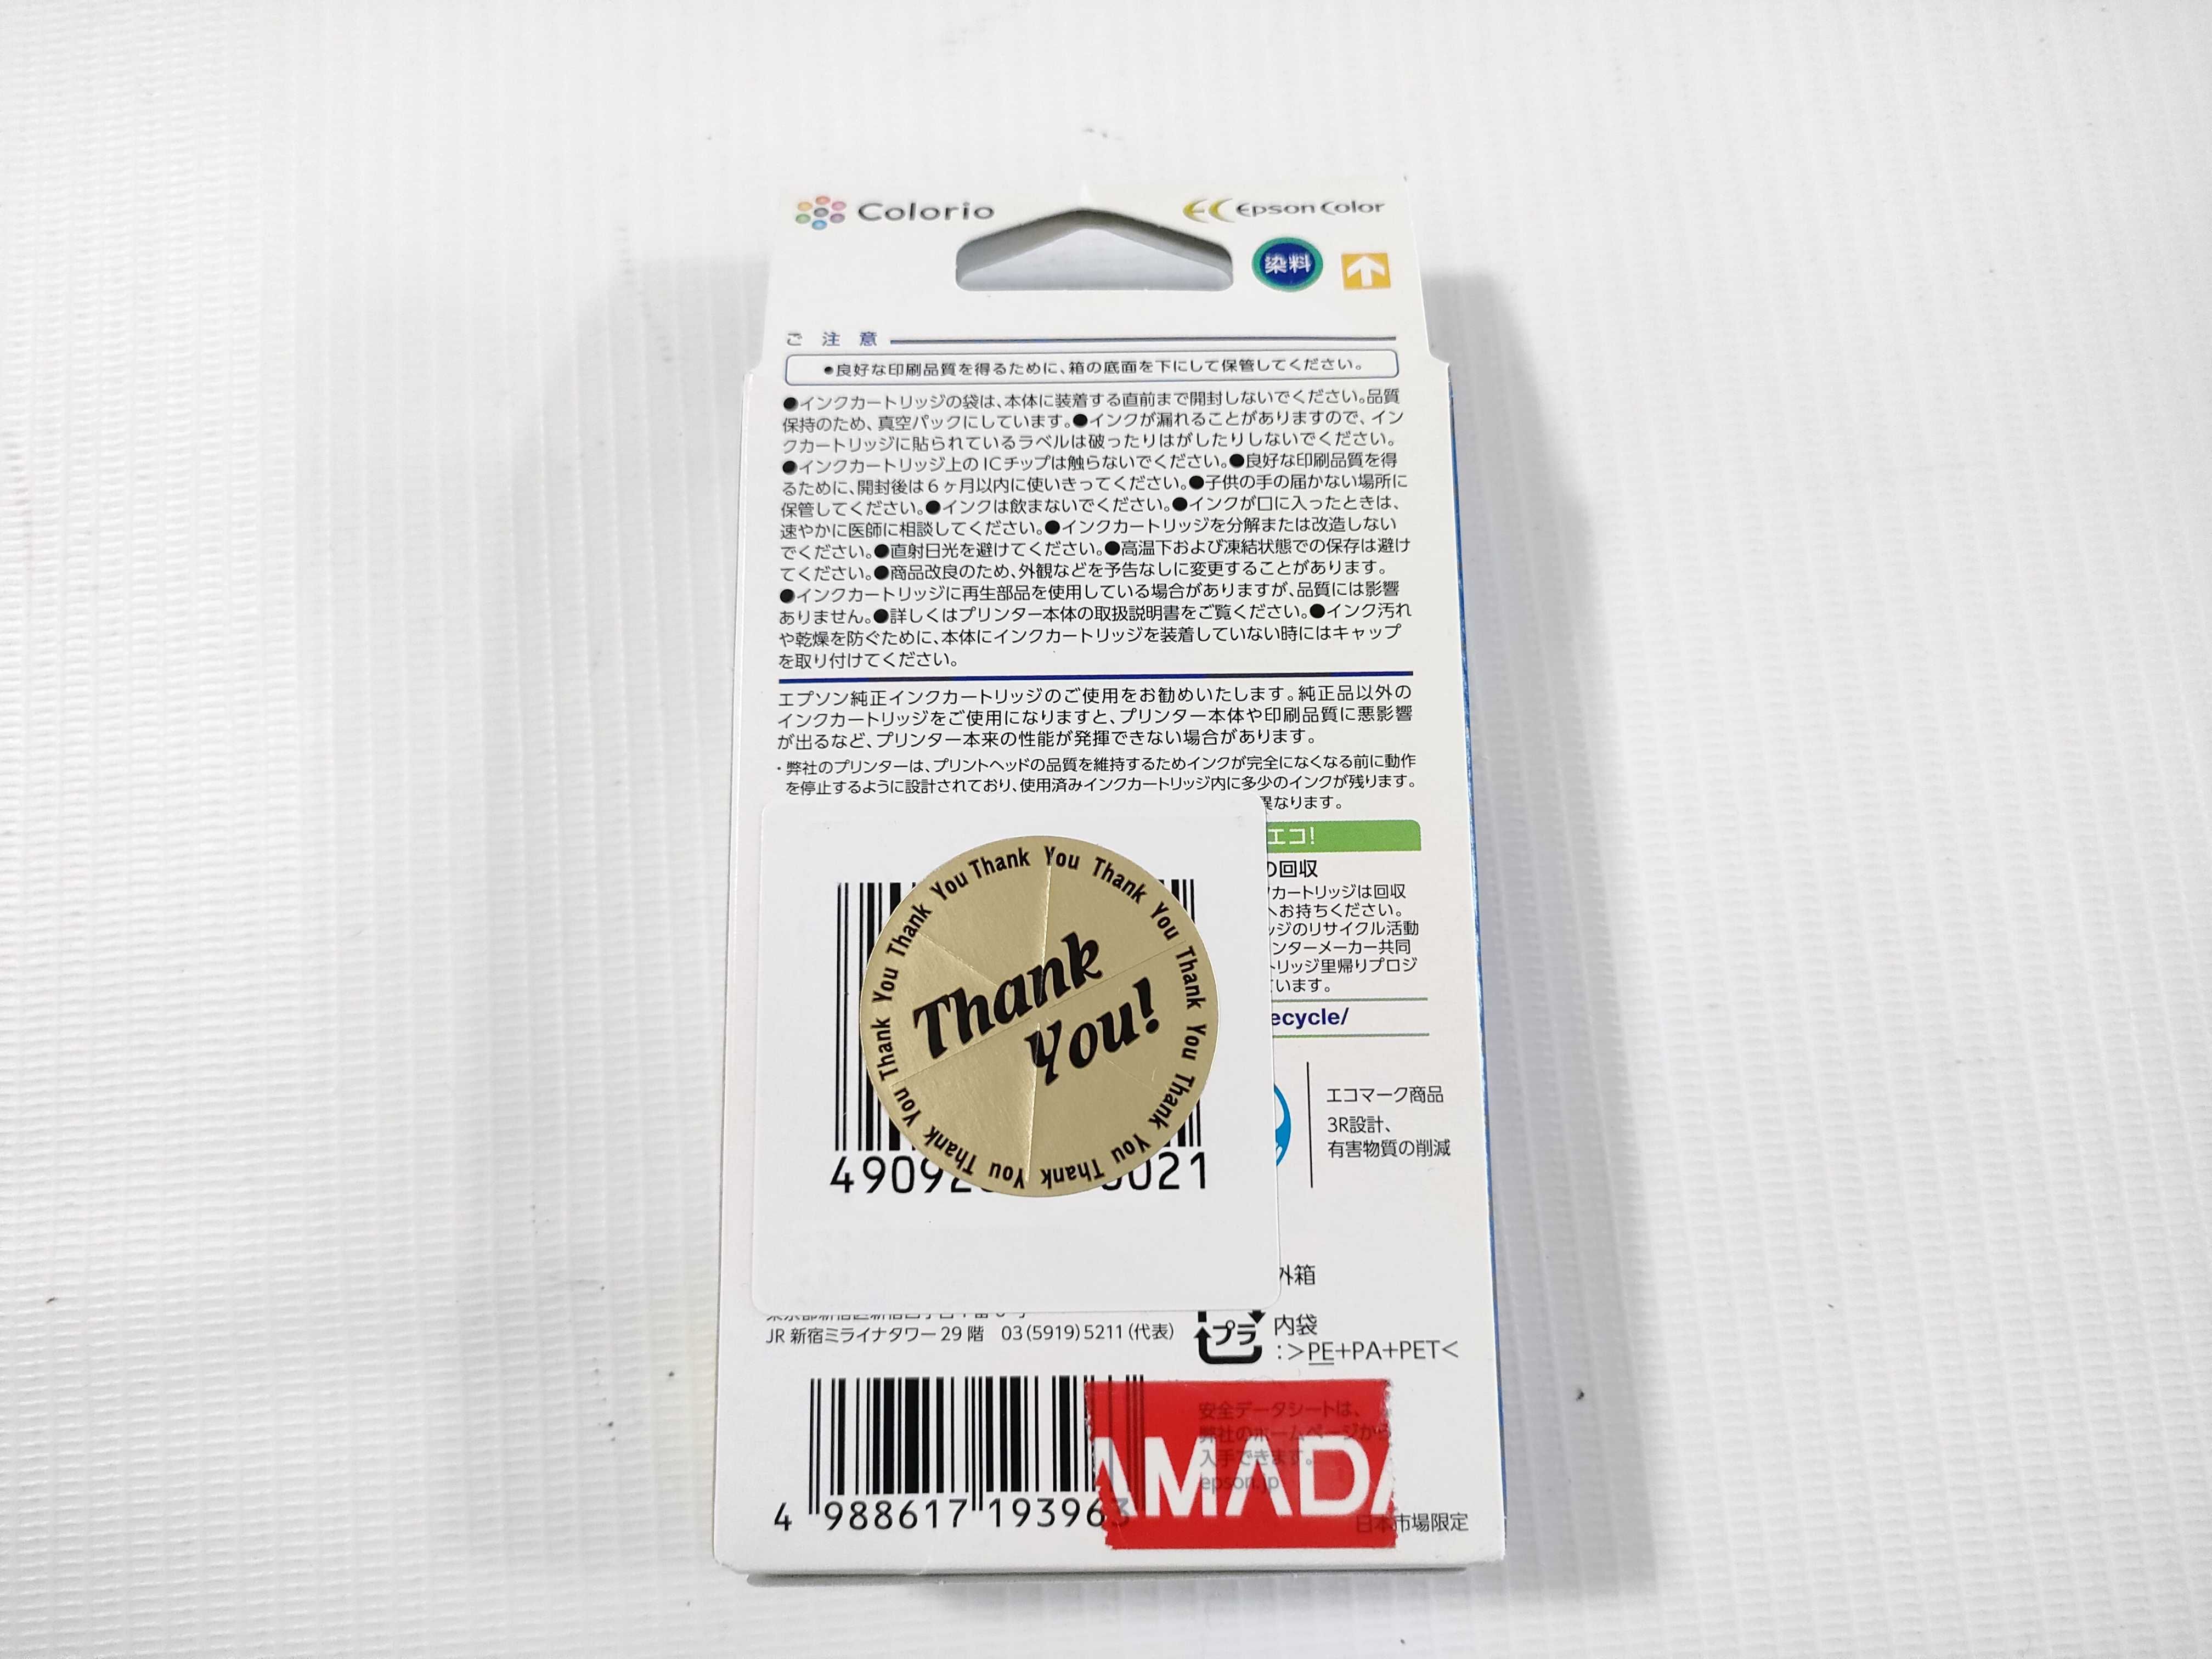 Colorio
Epson Color
染料
ご注意
●良好な印刷品質を得るために、箱の底面を下にして保管してください。
●インクカートリッジの袋は、本体に装着する直前まで開封しないでください。品質
保持のため、真空パックにしています。●インクが漏れることがありますので、イン
クカートリッジに貼られているラベルは破ったりはがしたりしないでください。
●インクカートリッジ上のICチップは触らないでください。●良好な印刷品質を得
るために、開封後は6ヶ月以内に使いきってください。●子供の手の届かない場所に
保管してください。●インクは飲まないでください。●インクが口に入ったときは、
速やかに医師に相談してください。●インクカートリッジを分解または改造しない
でください。●直射日光を避けてください。●高温下および凍結状態での保存は避け
てください。●商品改良のため、外観などを予告なしに変更することがあります。
●インクカートリッジに再生部品を使用している場合がありますが、品質には影響
ありません。●詳しくはプリンター本体の取扱説明書をご覧ください。●インク汚れ
や乾燥を防ぐために、本体にインクカートリッジを装着していない時にはキャップ
を取り付けてください。
エプソン純正インクカートリッジのご使用をお勧めいたします。純正品以外の
インクカートリッジをご使用になりますと、プリンター本体や印刷品質に悪影響
が出るなど、プリンター本来の性能が発揮できない場合があります。
・弊社のプリンターは、プリントヘッドの品質を維持するためインクが完全になくなる前に動作
を停止するように設計されており、使用済みインクカートリッジ内に多少のインクが残ります。
異なります。
エコ!
の回収
カートリッジは回収
へお持ちください。
ッジのリサイクル活動
ンターメーカー共同
トリッジ里帰りプロジ
ています。
ecycle/
Thank You Thank You Thank You Thank You Thank You Thank You Thank You Thank You
Thank
You!
4909
021
エコマーク商品
3R設計、
有害物質の削減
外箱
JR 新宿ミライナタワー 29 階 03(5919)5211(代表)
プラ
内袋
:>PE+PA+PET<
安全データシートは、
弊社のホームページから
入手できます。
epson.jp
AMADA
4 988617 193963
日本市場限定